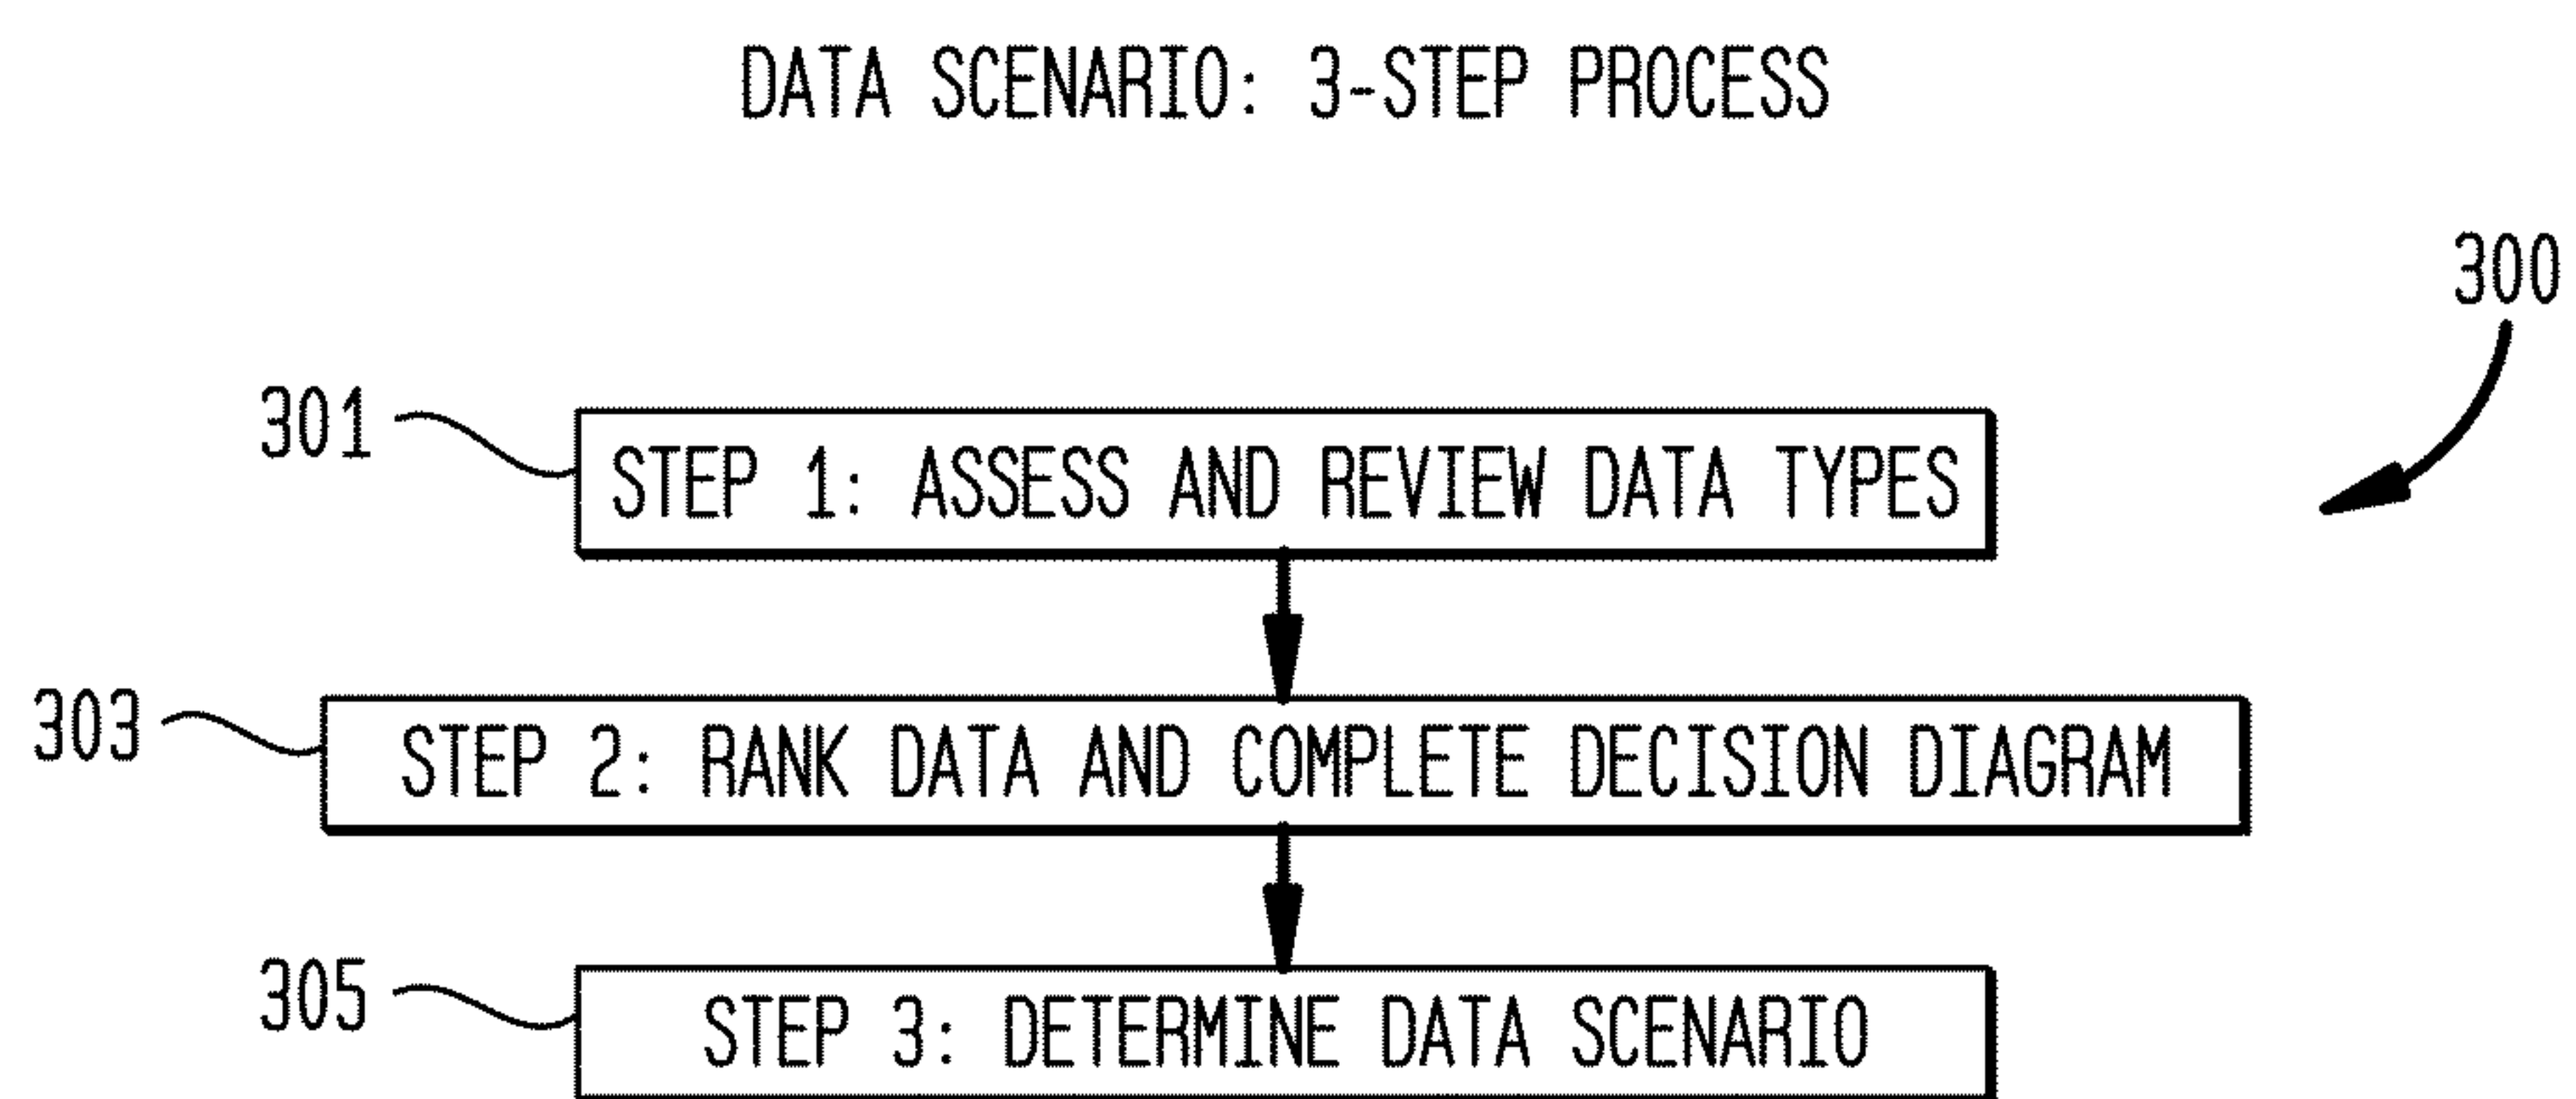 DATA SCENARIO: 3-STEP PROCESS
300
301
STEP 1: ASSESS AND REVIEW DATA TYPES
303
STEP 2: RANK DATA AND COMPLETE DECISION DIAGRAM
305
STEP 3: DETERMINE DATA SCENARIO